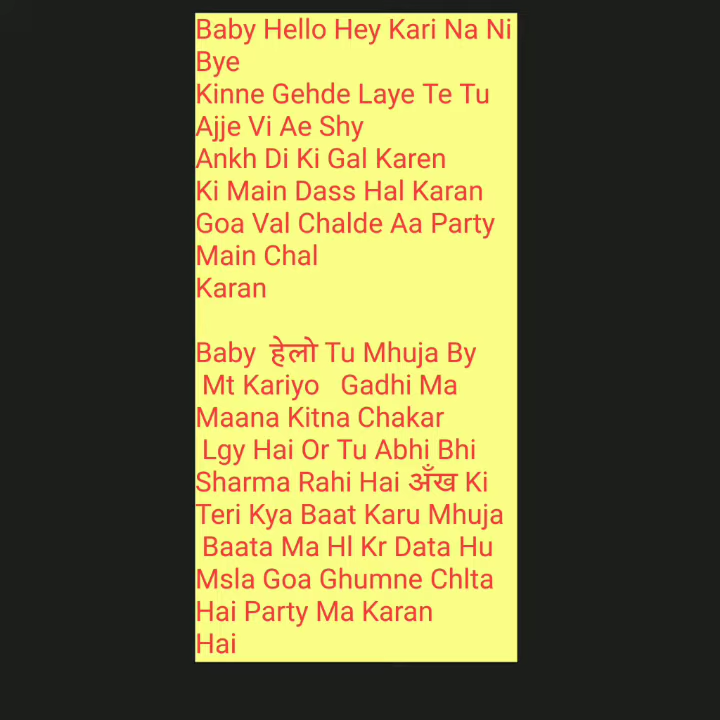 Baby Hello Hey Kari Na Ni
Bye
Kinne Gehde Laye Te Tu
Ajje Vi Ae Shy
Ankh Di Ki Gal Karen
Ki Main Dass Hal Karan
Goa Val Chalde Aa Party
Main Chal
Karan
Baby हेलो Tu Mhuja By
Mt Kariyo Gadhi Ma
Maana Kitna Chakar
Lgy Hai Or Tu Abhi Bhi
Sharma Rahi Hai अँख Ki
Teri Kya Baat Karu Mhuja
Baata Ma Hl Kr Data Hu
Msla Goa Ghumne Chlta
Hai Party Ma Karan
Hai